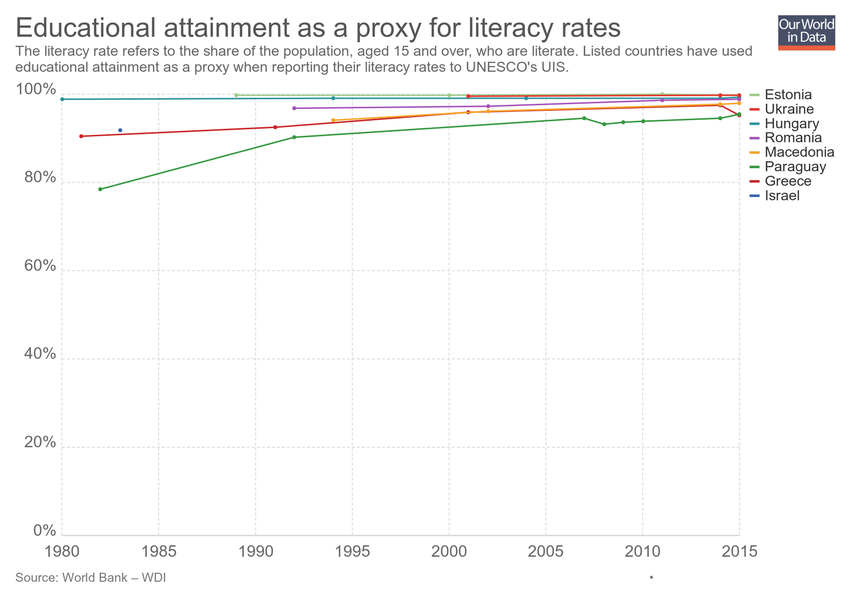 Educational attainment as a proxy for literacy rates
Our World
in Data
The literacy rate refers to the share of the population, aged 15 and over, who are literate. Listed countries have used
educational attainment as a proxy when reporting their literacy rates to UNESCO's UIS.
100%
80%
60%
40%
20%
0%
1980 1985 1990 1995 2000 2005 2010 2015
Estonia
Ukraine
Hungary
Romania
Macedonia
Paraguay
Greece
Israel
Source: World Bank – WDI